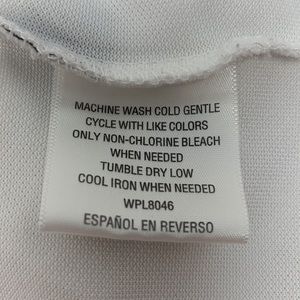 MACHINE WASH COLD GENTLE
CYCLE WITH LIKE COLORS
ONLY NON-CHLORINE BLEACH
WHEN NEEDED
TUMBLE DRY LOW
COOL IRON WHEN NEEDED
WPL8046
ESPAÑOL EN REVERSO